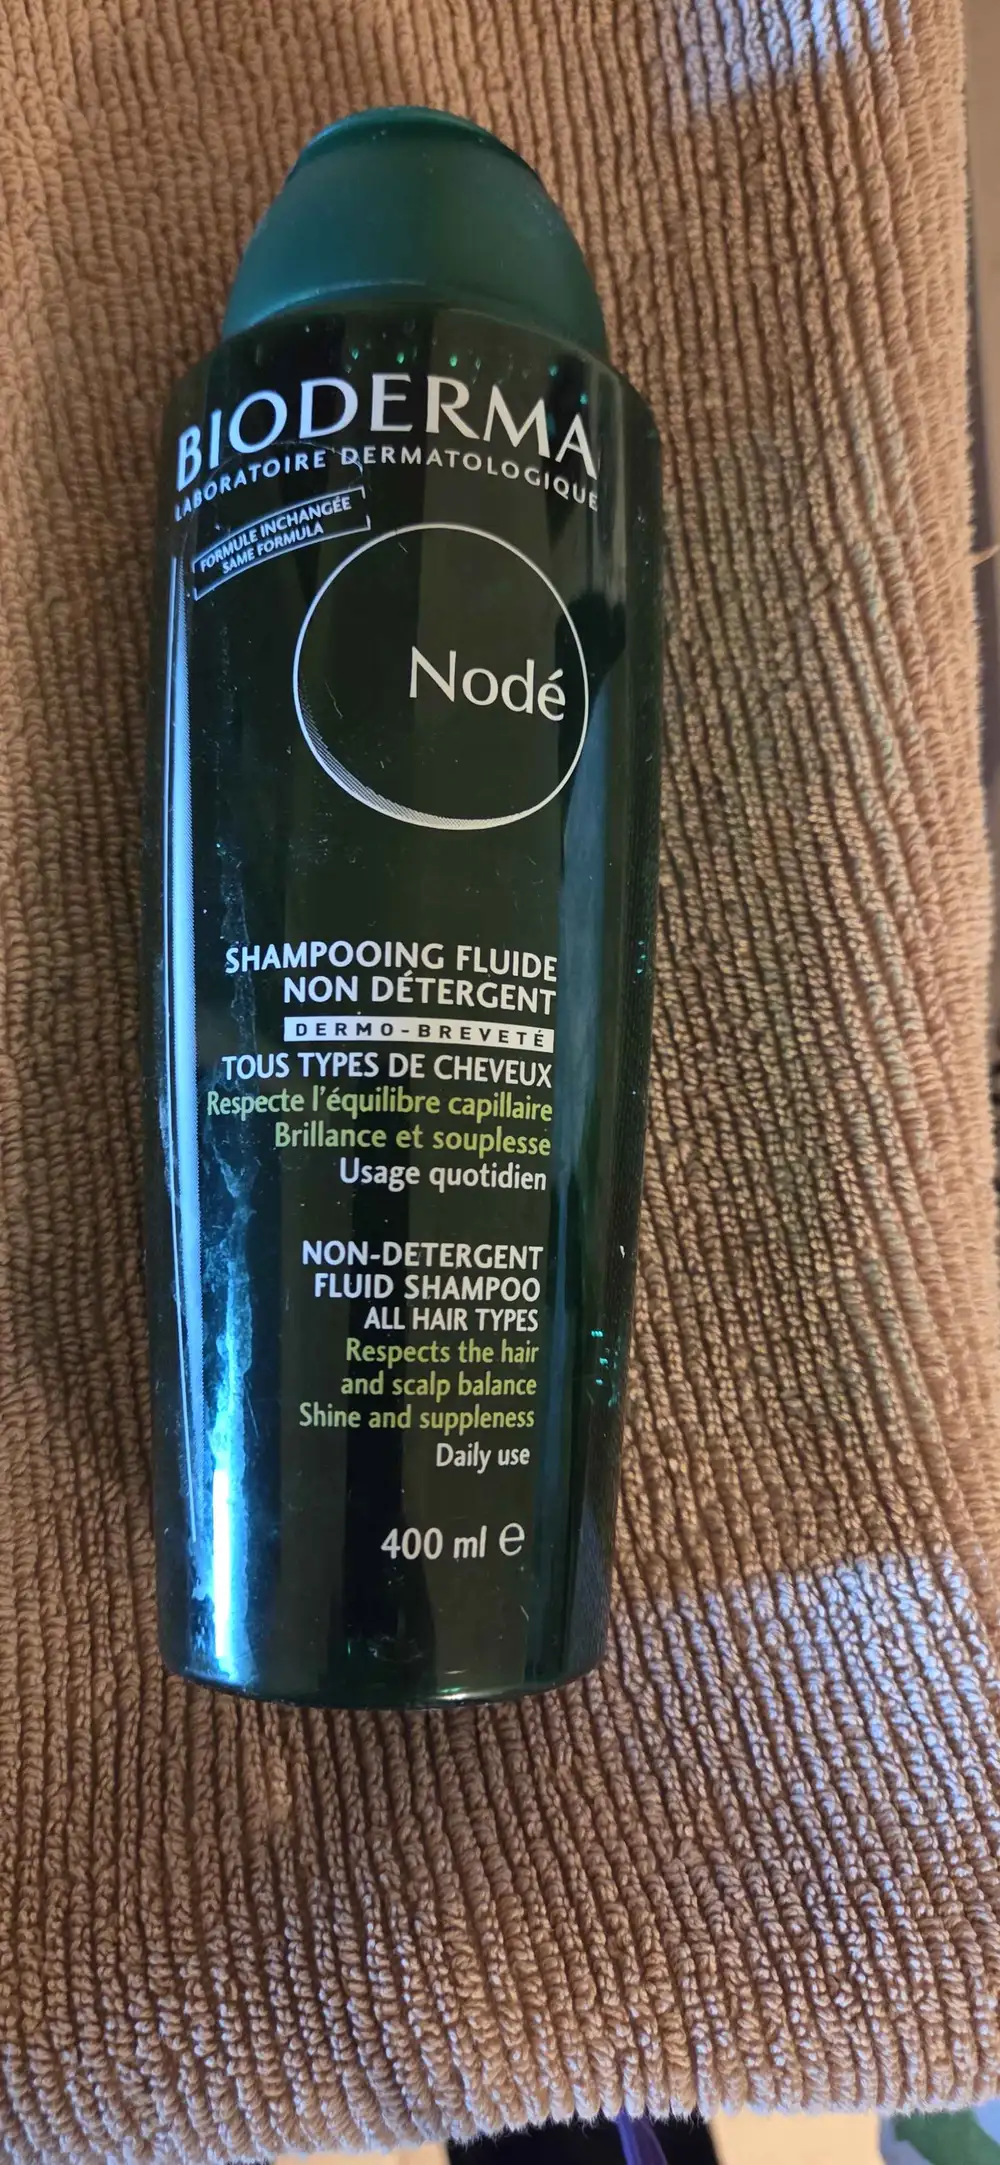 BIODERMA
LABORATOIRE DERMATOLOGIQUE
FORMULE INCHANGÉE
SAME FORMULA
Nodé
SHAMPOOING FLUIDE
NON DÉTERGENT
DERMO-BREVETÉ
TOUS TYPES DE CHEVEUX
Respecte l'équilibre capillaire
Brillance et souplesse
Usage quotidien
NON-DETERGENT
FLUID SHAMPOO
ALL HAIR TYPES
Respects the hair
and scalp balance
Shine and suppleness
Daily use
400 ml e